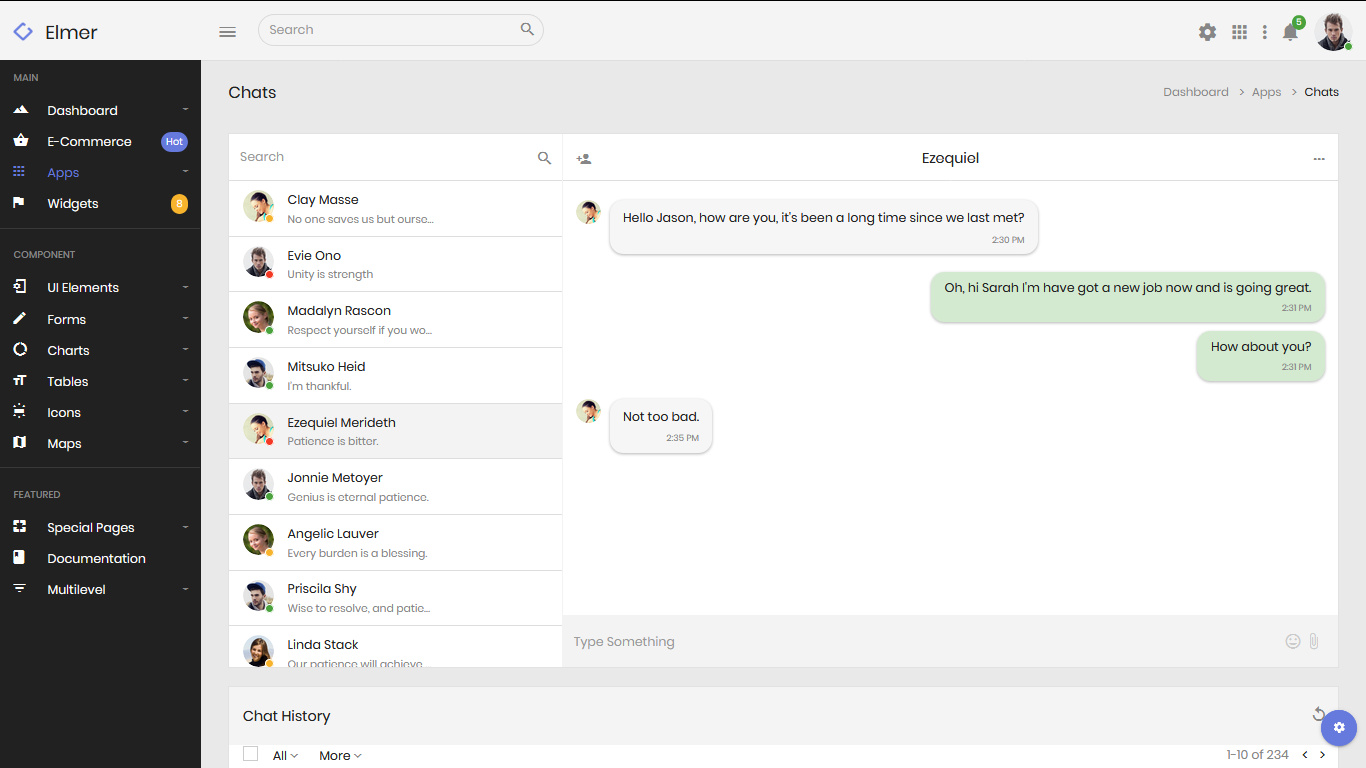 Elmer
Search
5
MAIN
Dashboard
E-Commerce Hot
Apps
Widgets 8
COMPONENT
UI Elements
Forms
Charts
Tables
Icons
Maps
FEATURED
Special Pages
Documentation
Multilevel
Chats
Dashboard > Apps > Chats
Search
Clay Masse
No one saves us but ourse...
Evie Ono
Unity is strength
Madalyn Rascon
Respect yourself if you wo...
Mitsuko Heid
I'm thankful.
Ezequiel Merideth
Patience is bitter.
Jonnie Metoyer
Genius is eternal patience.
Angelic Lauver
Every burden is a blessing.
Priscila Shy
Wise to resolve, and patie...
Linda Stack
Our patience will achieve
Ezequiel
Hello Jason, how are you, it's been a long time since we last met?
2:30 PM
Oh, hi Sarah I'm have got a new job now and is going great.
2:31 PM
How about you?
2:31 PM
Not too bad.
2:35 PM
Type Something
Chat History
All More 1-10 of 234 < >